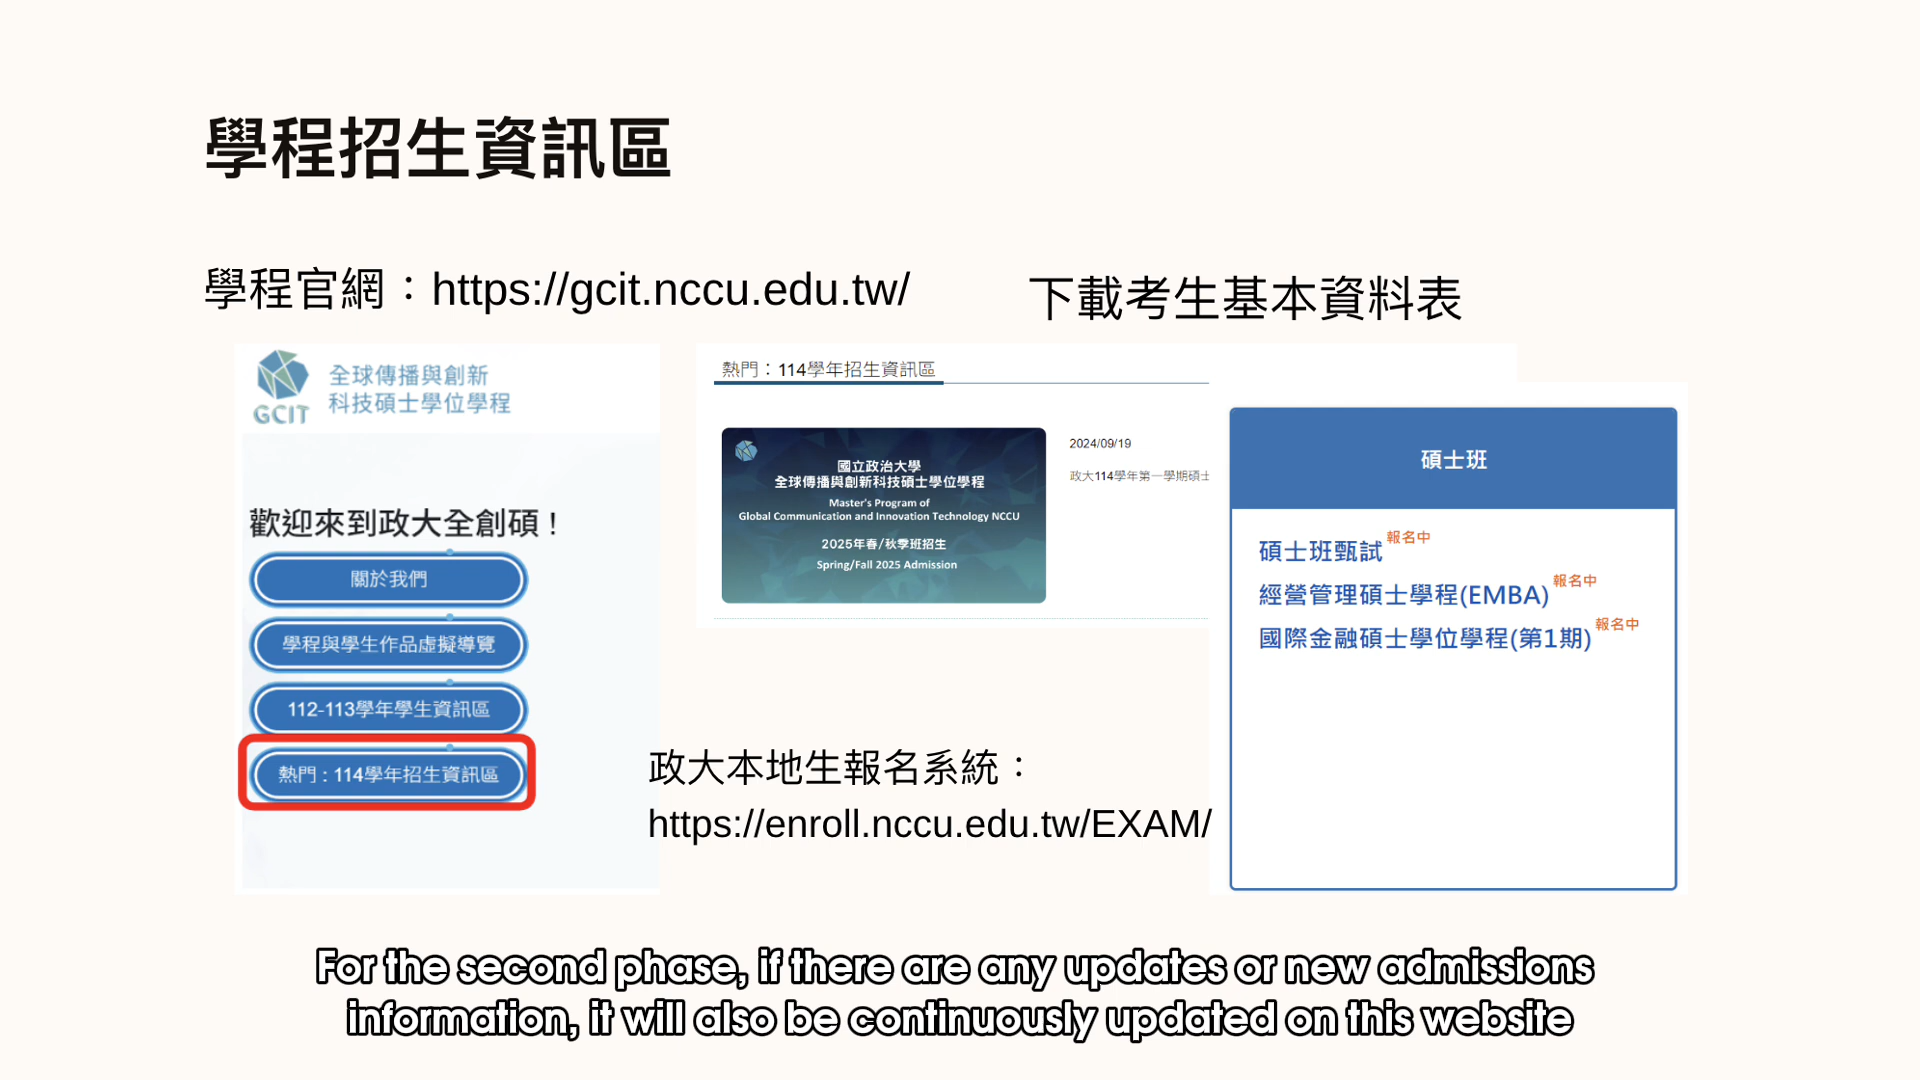 學程招生資訊區
學程官網：https://gcit.nccu.edu.tw/
下載考生基本資料表
GCIT
全球傳播與創新
科技碩士學位學程
歡迎來到政大全創碩！
關於我們
學程與學生作品虛擬導覽
112-113學年學生資訊區
熱門：114學年招生資訊區
熱門：114學年招生資訊區
國立政治大學
全球傳播與創新科技碩士學位學程
Master's Program of
Global Communication and Innovation Technology NCCU
2025年春/秋季班招生
Spring/Fall 2025 Admission
2024/09/19
政大114學年第一學期碩士
政大本地生報名系統：
https://enroll.nccu.edu.tw/EXAM/
碩士班
碩士班甄試 報名中
經營管理碩士學程(EMBA) 報名中
國際金融碩士學位學程(第1期) 報名中
For the second phase, if there are any updates or new admissions
information, it will also be continuously updated on this website